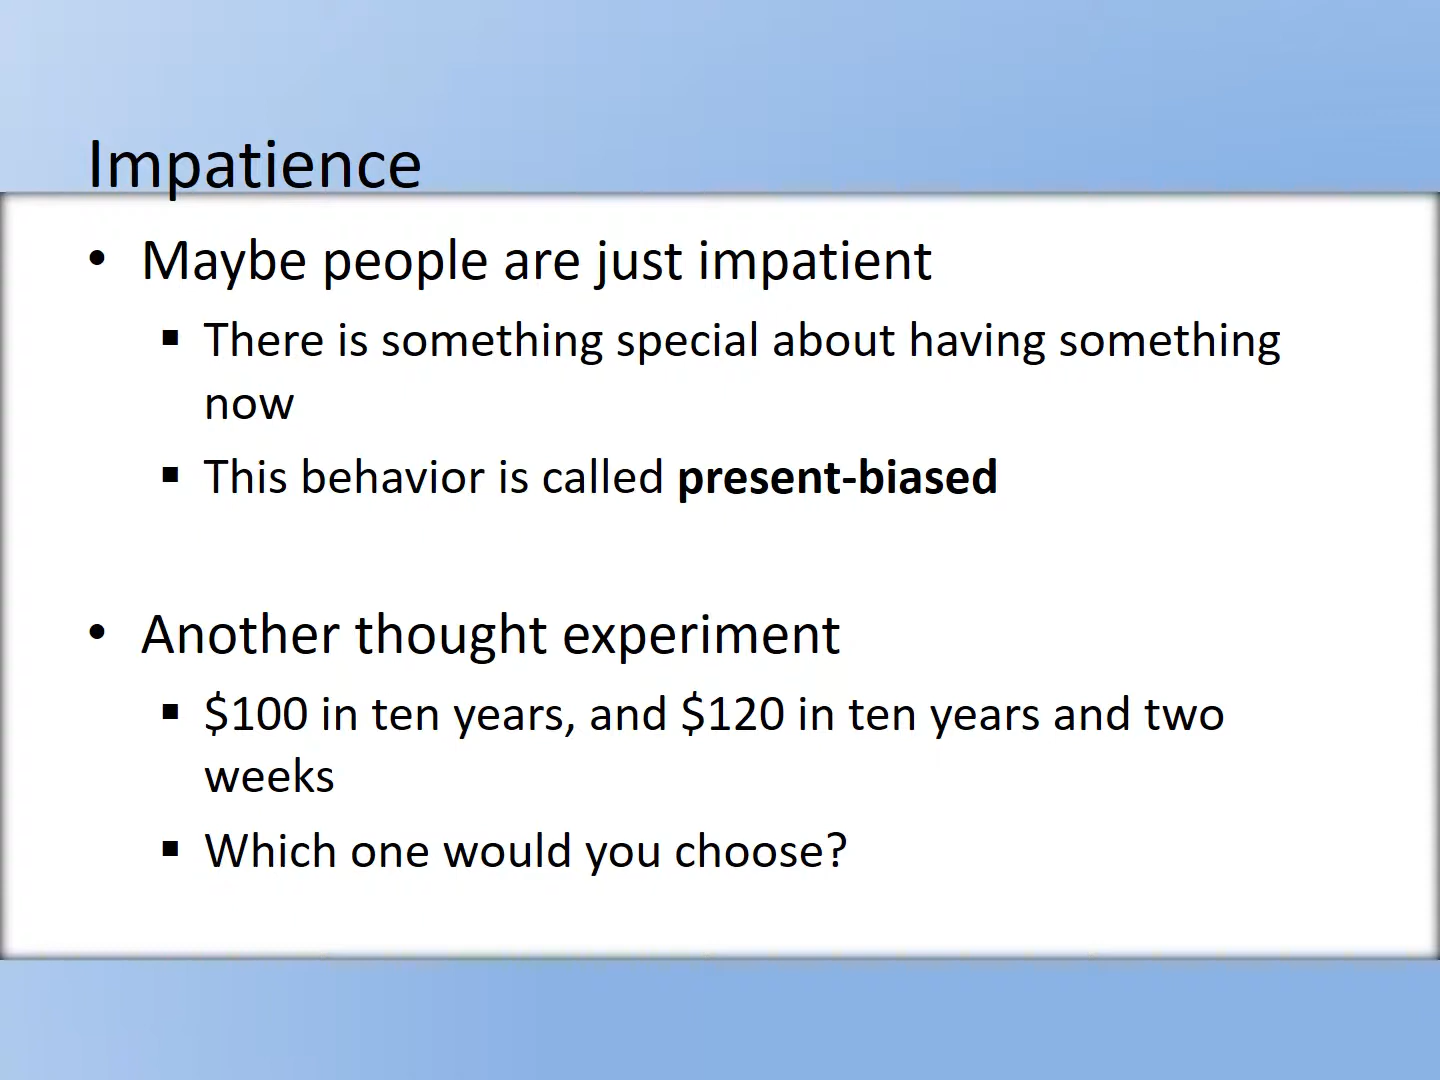 Impatience
• Maybe people are just impatient
▪ There is something special about having something
now
▪ This behavior is called present-biased
• Another thought experiment
▪ $100 in ten years, and $120 in ten years and two
weeks
▪ Which one would you choose?